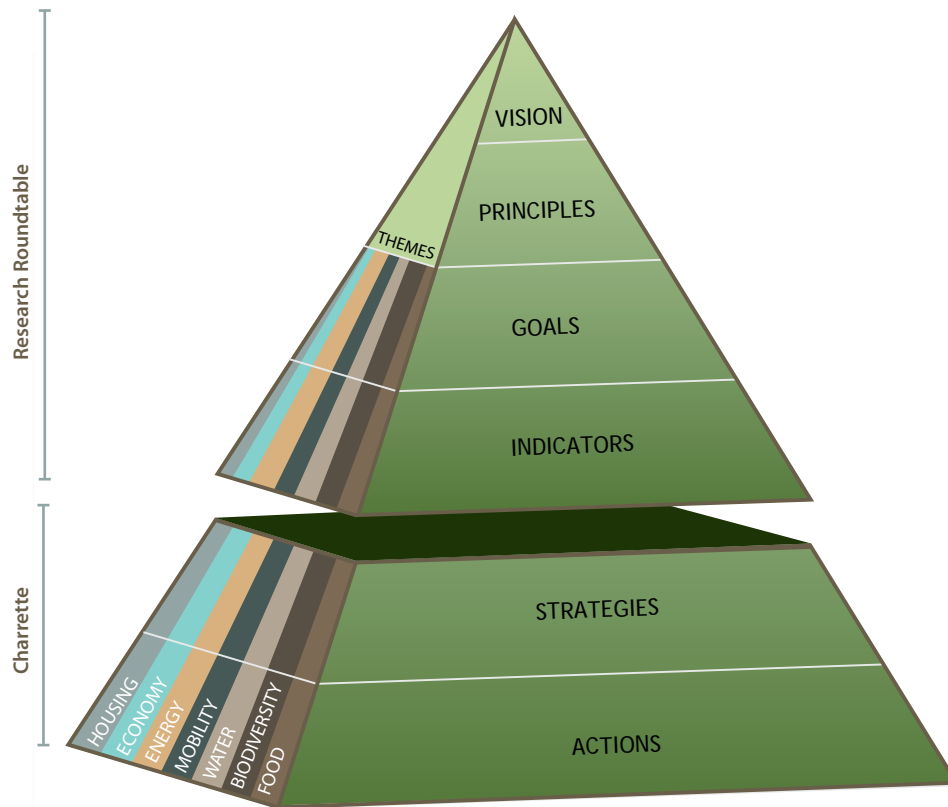 Research Roundtable
VISION
PRINCIPLES
THEMES
GOALS
INDICATORS
Charrette
STRATEGIES
ACTIONS
HOUSING
ECONOMY
ENERGY
MOBILITY
WATER
BIODIVERSITY
FOOD